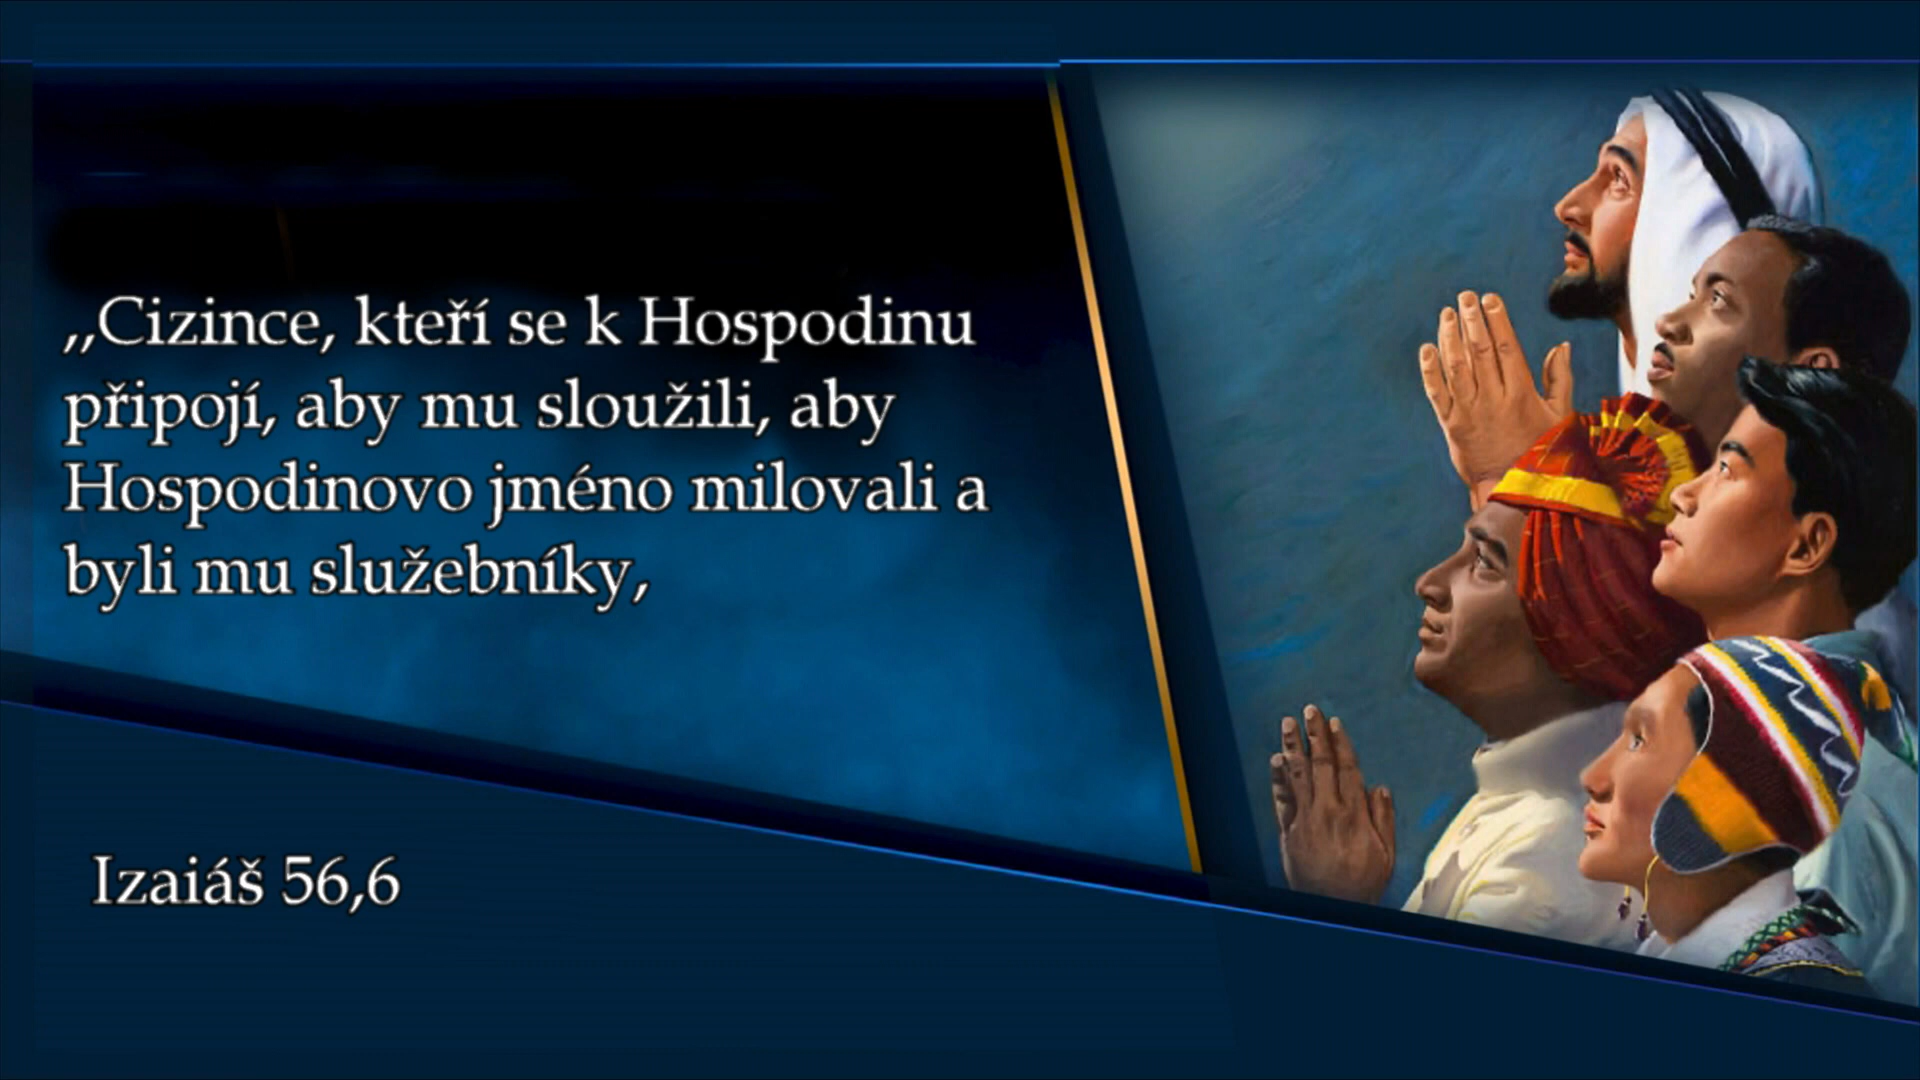 ,,Cizince, kteří se k Hospodinu
připojí, aby mu sloužili, aby
Hospodinovo jméno milovali a
byli mu služebníky,
Izaiáš 56,6